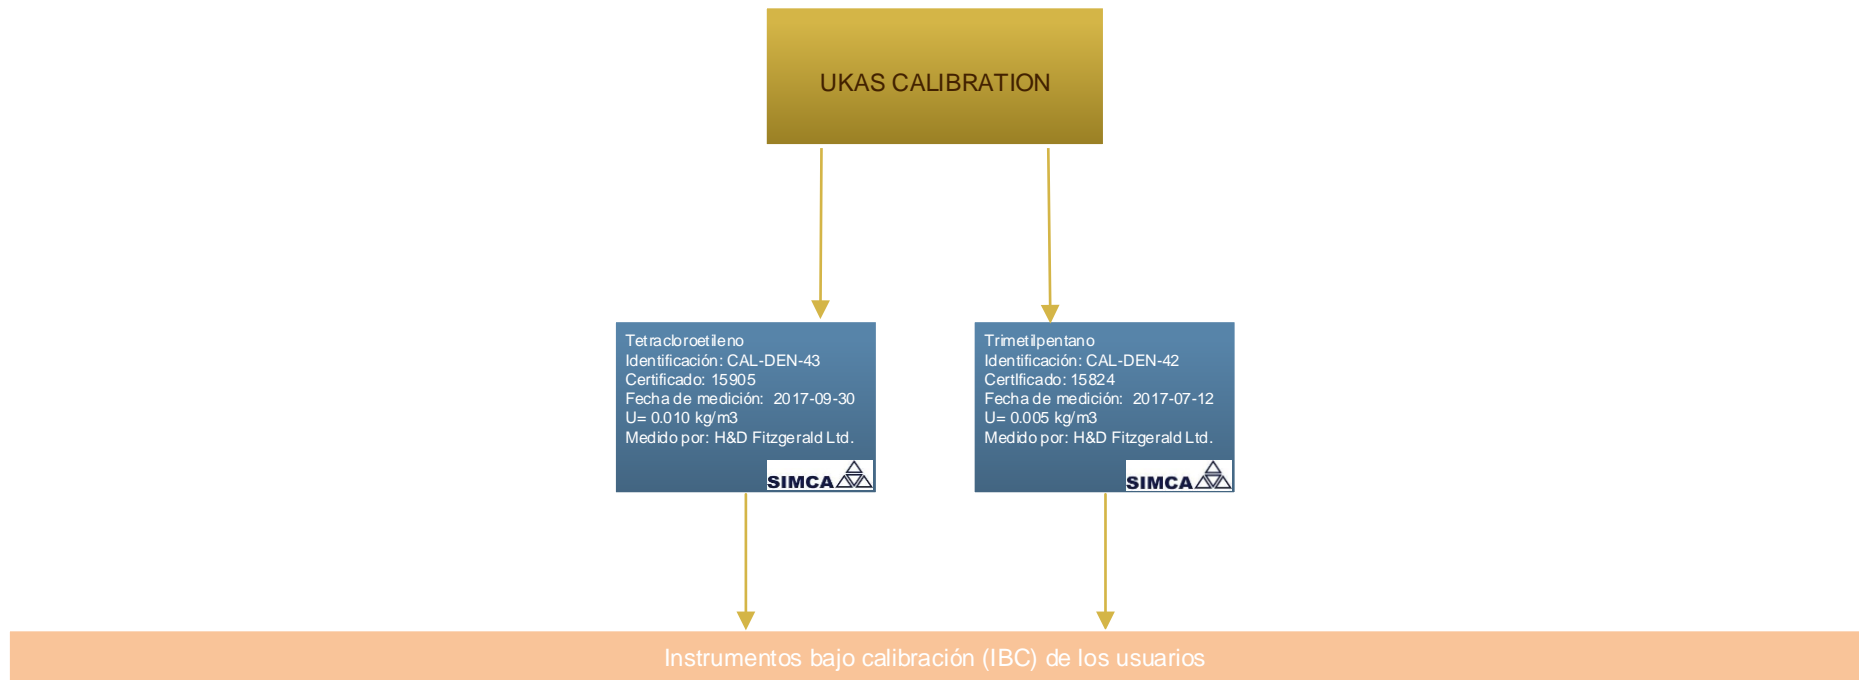 UKAS CALIBRATION
Tetracloroetileno
Identificación: CAL-DEN-43
Certificado: 15905
Fecha de medición: 2017-09-30
U= 0.010 kg/m3
Medido por: H&D Fitzgerald Ltd.
SIMCA
Trimetilpentano
Identificación: CAL-DEN-42
Certlficado: 15824
Fecha de medición: 2017-07-12
U= 0.005 kg/m3
Medido por: H&D Fitzgerald Ltd.
SIMCA
Instrumentos bajo calibración (IBC) de los usuarios